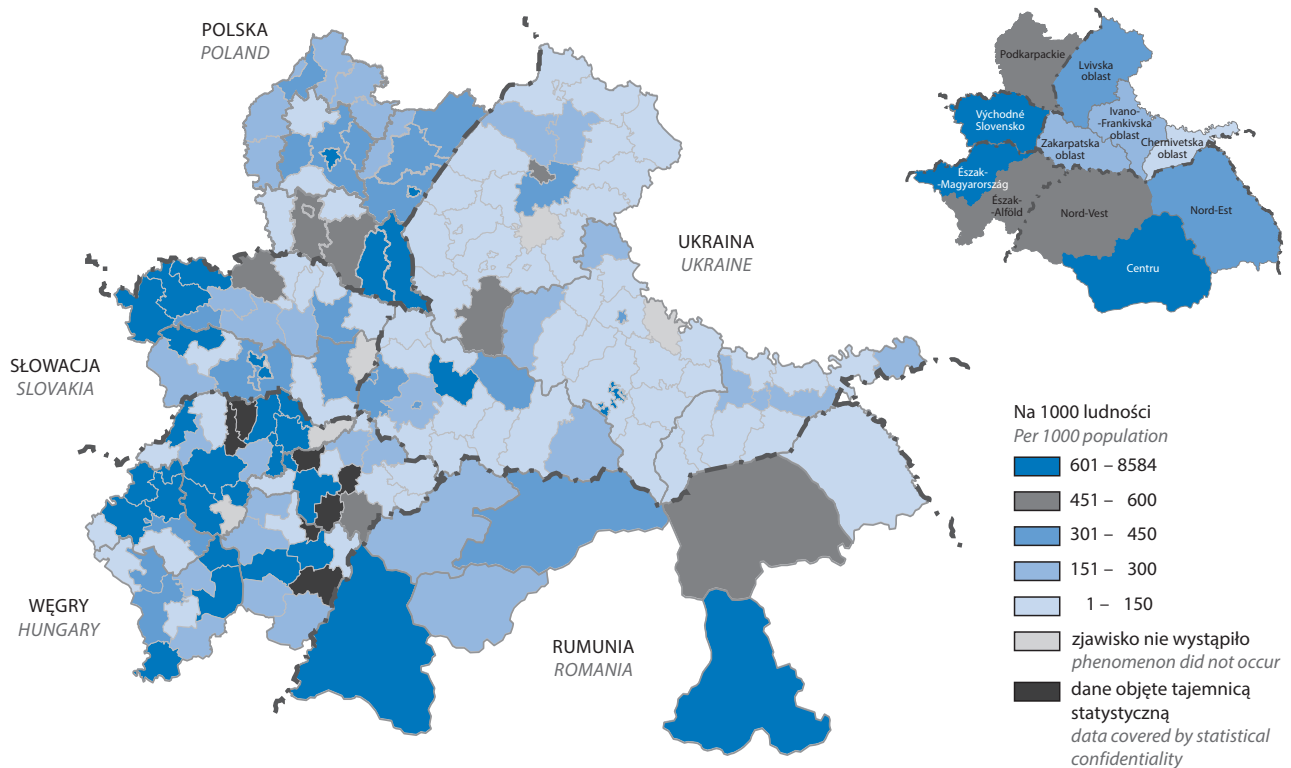 POLSKA
POLAND
UKRAINA
UKRAINE
SŁOWACJA
SLOVAKIA
WĘGRY
HUNGARY
RUMUNIA
ROMANIA
Podkarpackie
Lvivska
oblast
Východné
Slovensko
Ivano-
-Frankivska
oblast
Zakarpatska
oblast
Chernivetska
oblast
Észak-
-Magyarország
Észak-
-Alföld
Nord-Vest
Nord-Est
Centru
Na 1000 ludności
Per 1000 population
601 – 8584
451 – 600
301 – 450
151 – 300
1 – 150
zjawisko nie wystąpiło
phenomenon did not occur
dane objęte tajemnicą
statystyczną
data covered by statistical
confidentiality